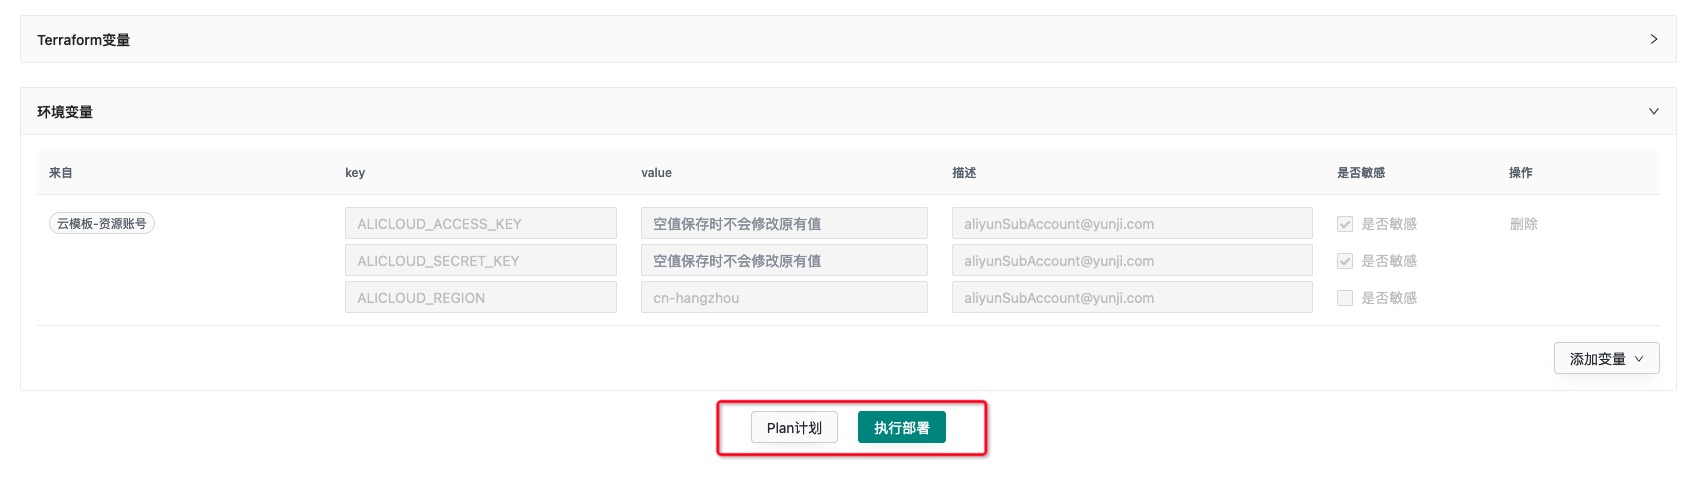 Terraform变量
环境变量
来自 key value 描述 是否敏感 操作
云模板-资源账号 ALICLOUD_ACCESS_KEY 空值保存时不会修改原有值 aliyunSubAccount@yunji.com 是否敏感 删除
ALICLOUD_SECRET_KEY 空值保存时不会修改原有值 aliyunSubAccount@yunji.com 是否敏感
ALICLOUD_REGION cn-hangzhou aliyunSubAccount@yunji.com 是否敏感
添加变量
Plan计划 执行部署